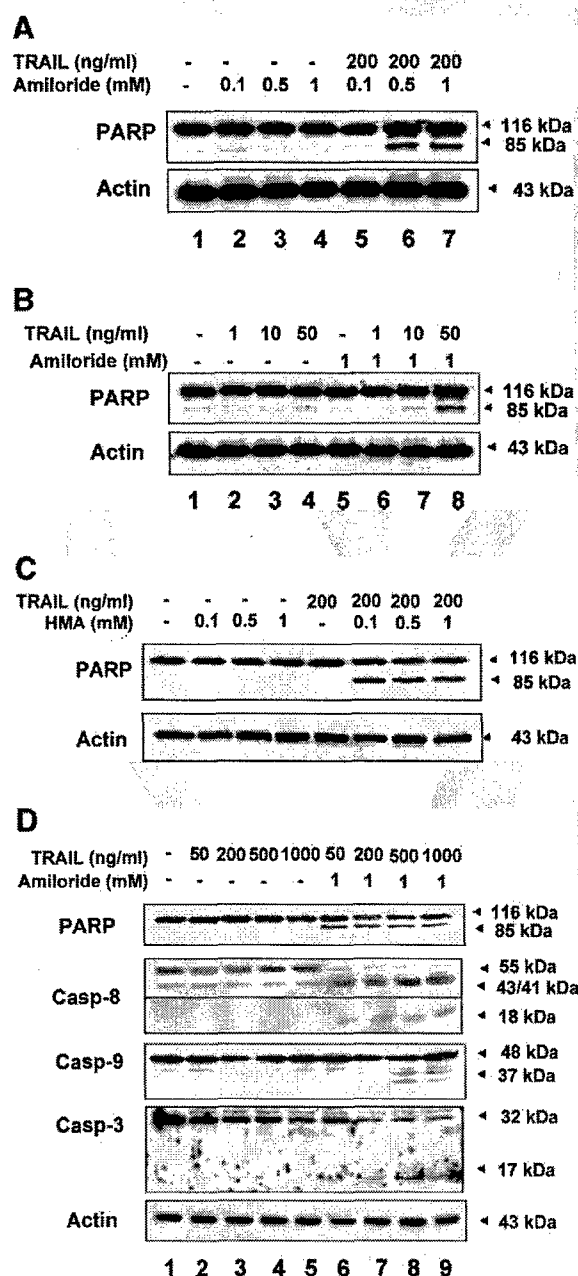 A
TRAIL (ng/ml) - - - - 200 200 200
Amiloride (mM) - 0.1 0.5 1 0.1 0.5 1
PARP
116 kDa
85 kDa
Actin
43 kDa
1 2 3 4 5 6 7
B
TRAIL (ng/ml) - 1 10 50 - 1 10 50
Amiloride (mM) - - - - 1 1 1 1
PARP
116 kDa
85 kDa
Actin
43 kDa
1 2 3 4 5 6 7 8
C
TRAIL (ng/ml) - - - - 200 200 200 200
HMA (mM) - 0.1 0.5 1 - 0.1 0.5 1
PARP
116 kDa
85 kDa
Actin
43 kDa
D
TRAIL (ng/ml) - 50 200 500 1000 50 200 500 1000
Amiloride (mM) - - - - - 1 1 1 1
PARP
116 kDa
85 kDa
Casp-8
55 kDa
43/41 kDa
18 kDa
Casp-9
48 kDa
37 kDa
Casp-3
32 kDa
17 kDa
Actin
43 kDa
1 2 3 4 5 6 7 8 9